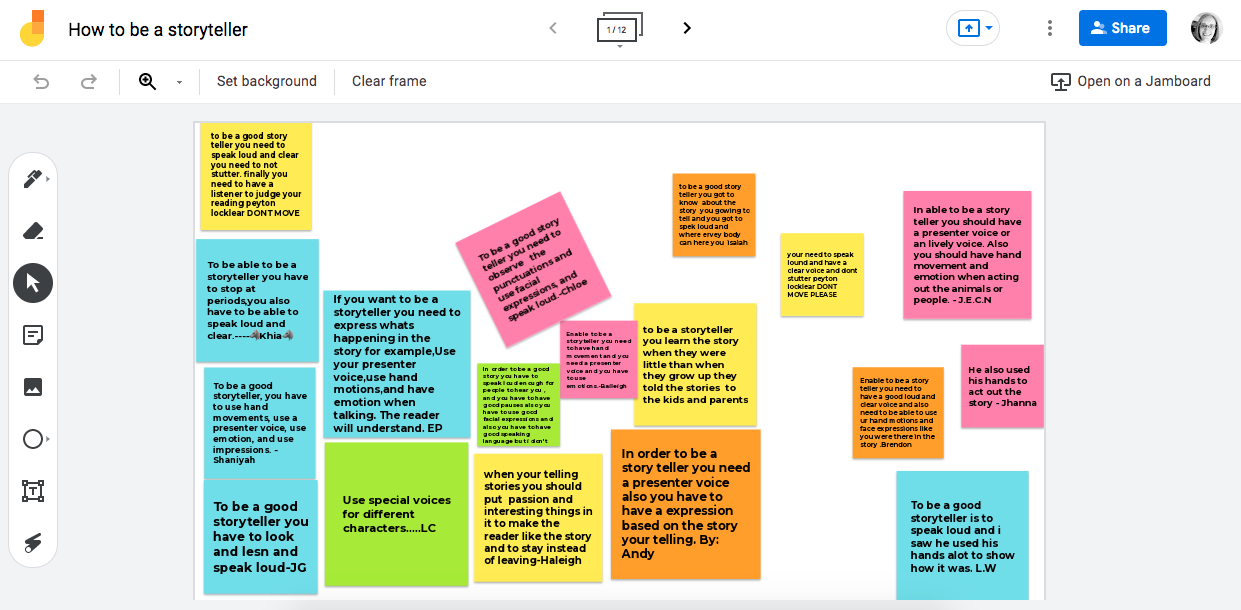 How to be a storyteller
1 / 12
Share
Set background
Clear frame
Open on a Jamboard
to be a good story
teller you need to
speak loud and clear
you need to not
stutter. finally you
need to have a
listener to judge your
reading peyton
locklear DONT MOVE
To be able to be a
storyteller you have
to stop at
periods,you also
have to be able to
speak loud and
clear.----🦇Khia🦇
To be a good
storyteller, you have
to use hand
movements, use a
presenter voice, use
emotion, and use
impressions. -
Shaniyah
To be a good
storyteller you
have to look
and lesn and
speak loud-JG
If you want to be a
storyteller you need to
express whats
happening in the
story for example,Use
your presenter
voice,use hand
motions,and have
emotion when
talking. The reader
will understand. EP
Use special voices
for different
characters.....LC
To be a good story
teller you need to
observe the
punctuations and
use facial
expressions, and
speak loud.-Chloe
In order to be a good
story you have to
speak loud enough for
people to hear you ,
and you have to have
good pauses also you
have to use good
facial expressions and
also you have to have
good speaking
language but i don't
Enable to be a
storyteller you need
to have hand
movement and you
need a presenter
voice and you have
to use
emotions.-Baileigh
when your telling
stories you should
put passion and
interesting things in
it to make the
reader like the story
and to stay instead
of leaving-Haleigh
to be a storyteller
you learn the story
when they were
little than when
they grow up they
told the stories to
the kids and parents
In order to be a
story teller you need
a presenter voice
also you have to
have a expression
based on the story
your telling. By:
Andy
to be a good story
teller you got to
know about the
story you gowing to
tell and you got to
spek loud and
where ervey body
can here you Isaiah
your need to speak
lound and have a
clear voice and dont
stutter peyton
locklear DONT
MOVE PLEASE
In able to be a story
teller you should have
a presenter voice or
an lively voice. Also
you should have hand
movement and
emotion when acting
out the animals or
people. - J.E.C.N
He also used
his hands to
act out the
story - Jhanna
Enable to be a story
teller you need to
have a good loud and
clear voice and also
need to be able to use
ur hand motions and
face expressions like
you were there in the
story .Brendon
To be a good
storyteller is to
speak loud and i
saw he used his
hands alot to show
how it was. L.W